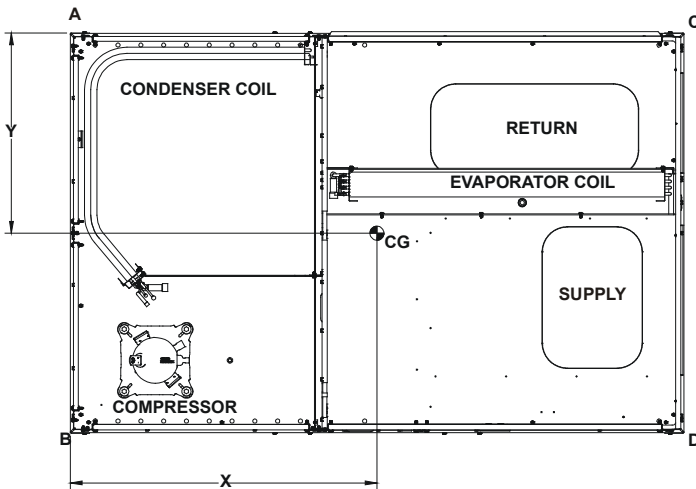 A
C
CONDENSER COIL
Y
RETURN
EVAPORATOR COIL
CG
SUPPLY
COMPRESSOR
B
D
X